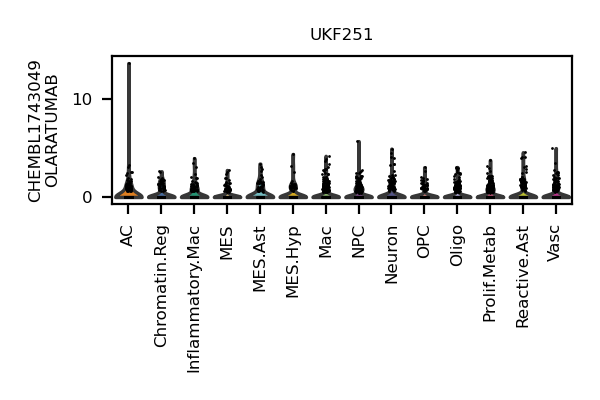 UKF251
CHEMBL1743049
OLARATUMAB
10
0
AC
Chromatin.Reg
Inflammatory.Mac
MES
MES.Ast
MES.Hyp
Mac
NPC
Neuron
OPC
Oligo
Prolif.Metab
Reactive.Ast
Vasc